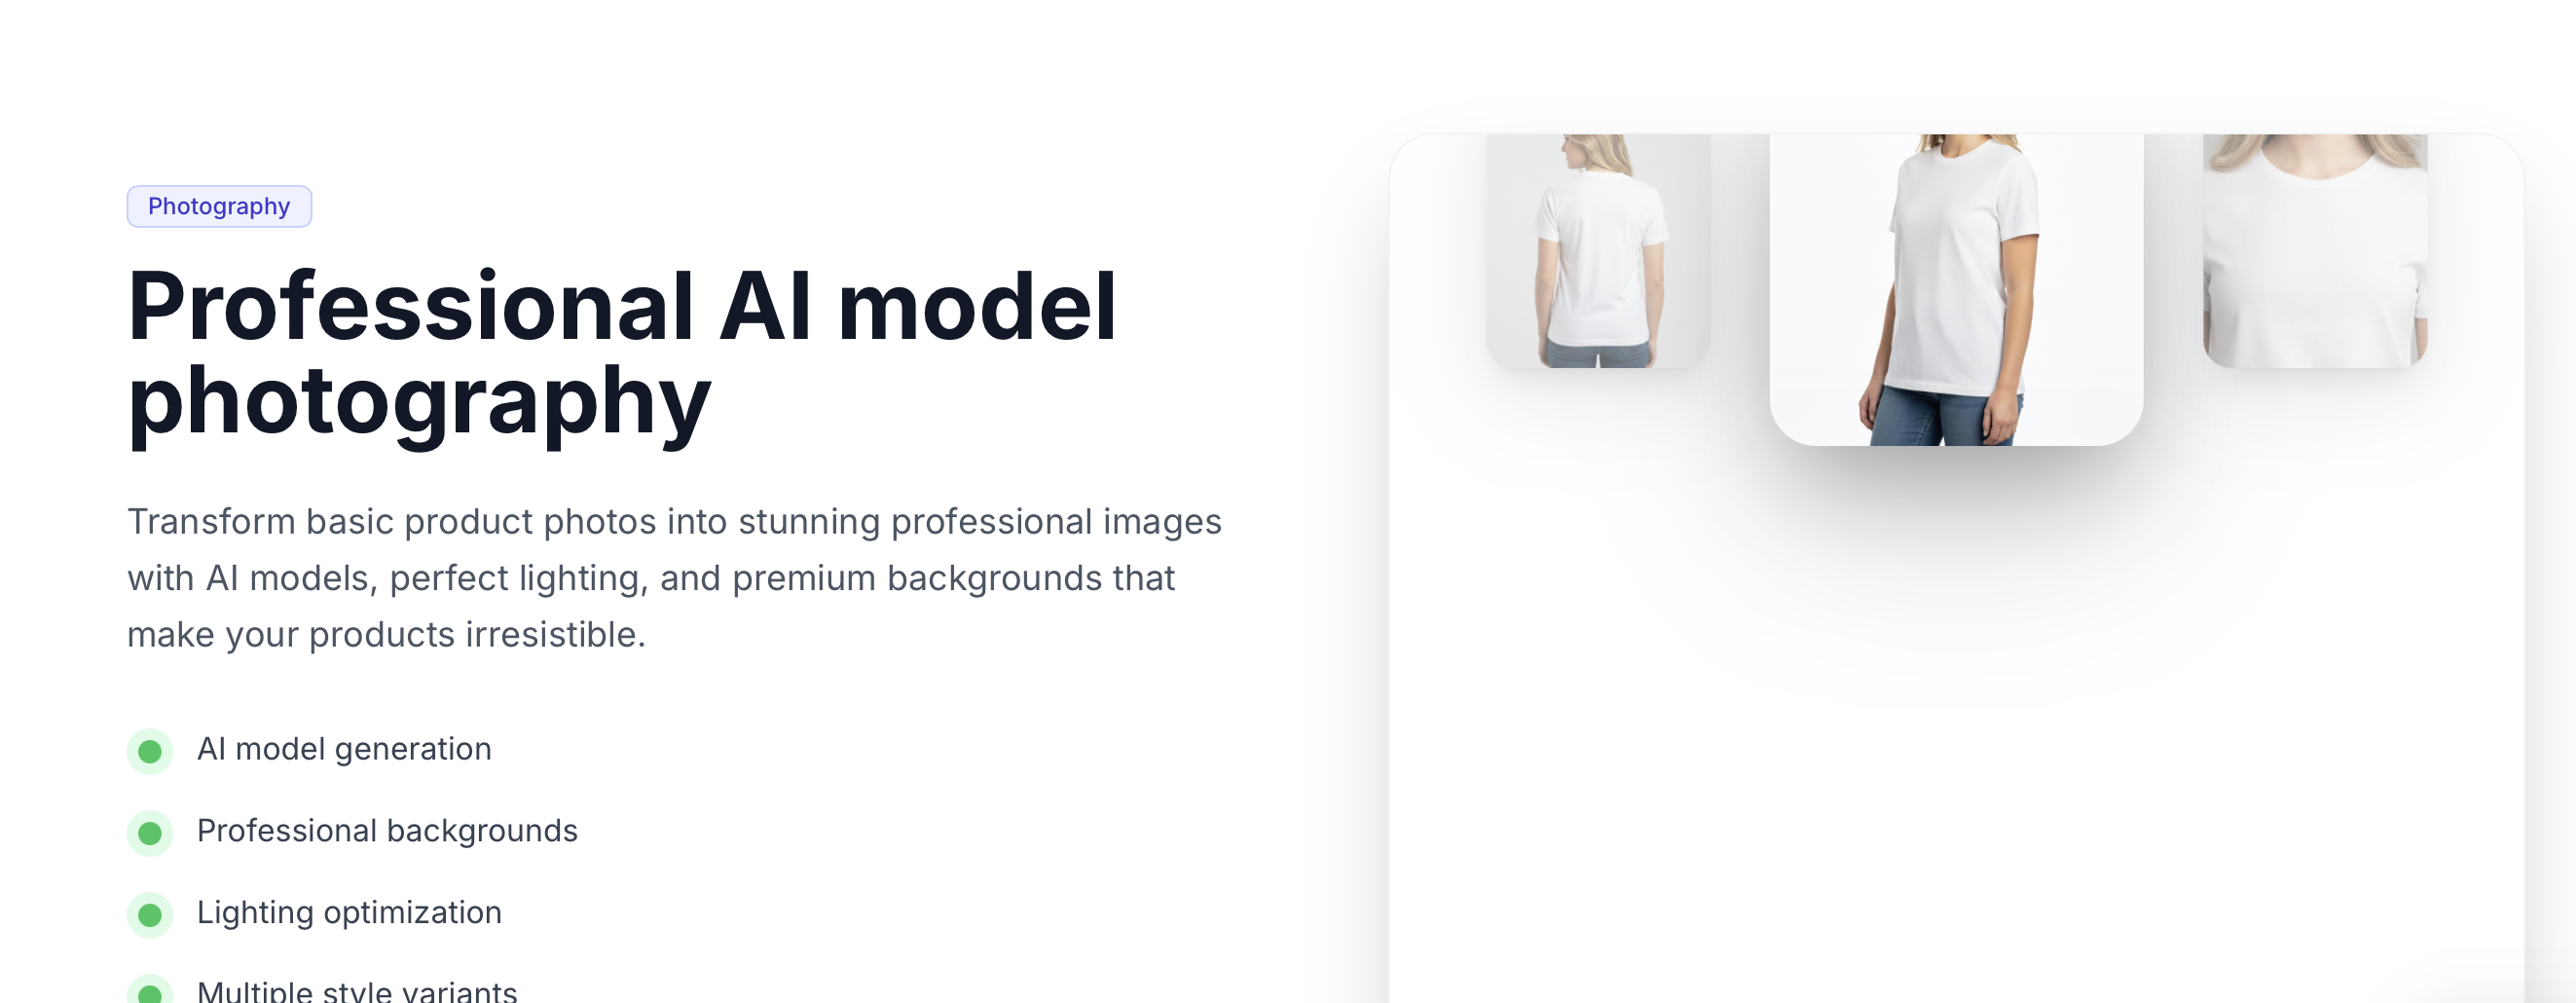 Photography
Professional AI model
photography
Transform basic product photos into stunning professional images
with AI models, perfect lighting, and premium backgrounds that
make your products irresistible.
AI model generation
Professional backgrounds
Lighting optimization
Multiple style variants